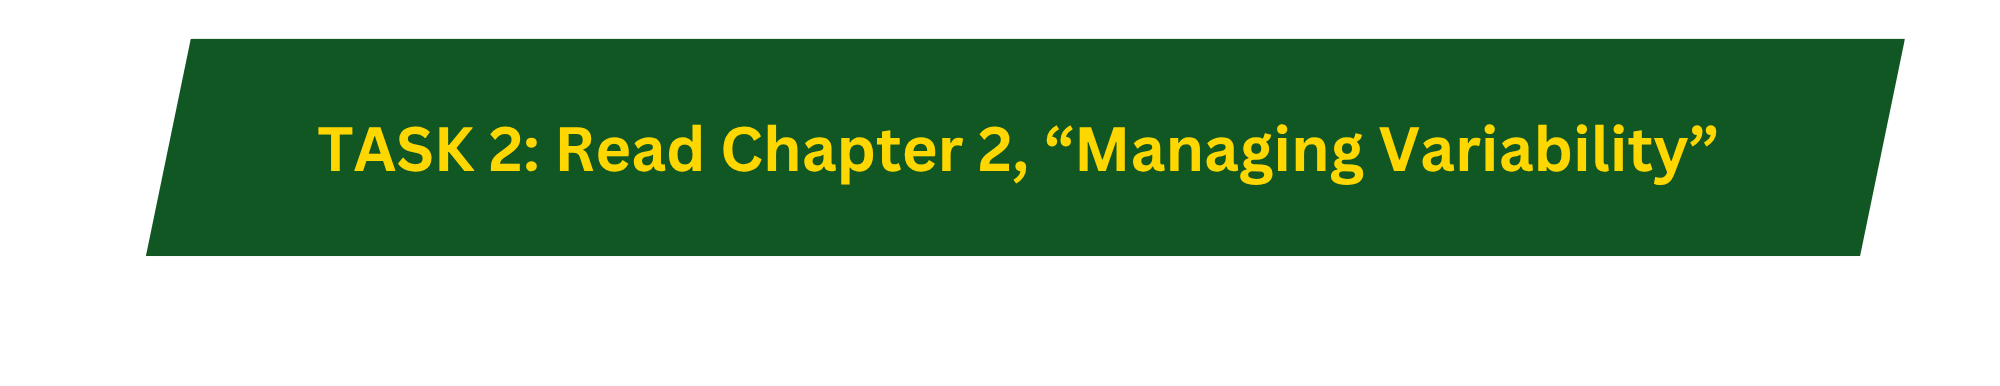 TASK 2: Read Chapter 2, “Managing Variability”